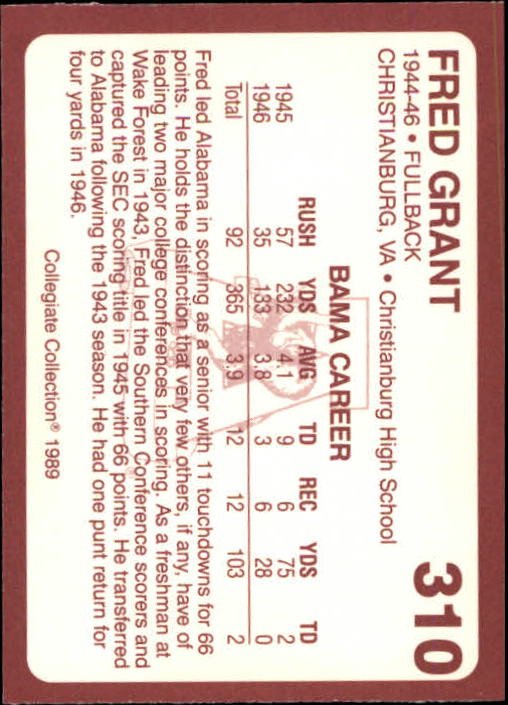 FRED GRANT 310
1944-46 • FULLBACK
CHRISTIANBURG, VA • Christianburg High School
BAMA CAREER
RUSH YDS AVG TD REC YDS TD
1945 57 232 4.1 9 6 75 2
1946 35 133 3.8 3 6 28 0
Total 92 365 3.9 12 12 103 2
Fred led Alabama in scoring as a senior with 11 touchdowns for 66
points. He holds the distinction that very few others, if any, have of
leading two major college conferences in scoring. As a freshman at
Wake Forest in 1943, Fred led the Southern Conference scorers and
captured the SEC scoring title in 1945 with 66 points. He transferred
to Alabama following the 1943 season. He had one punt return for
four yards in 1946.
Collegiate Collection® 1989